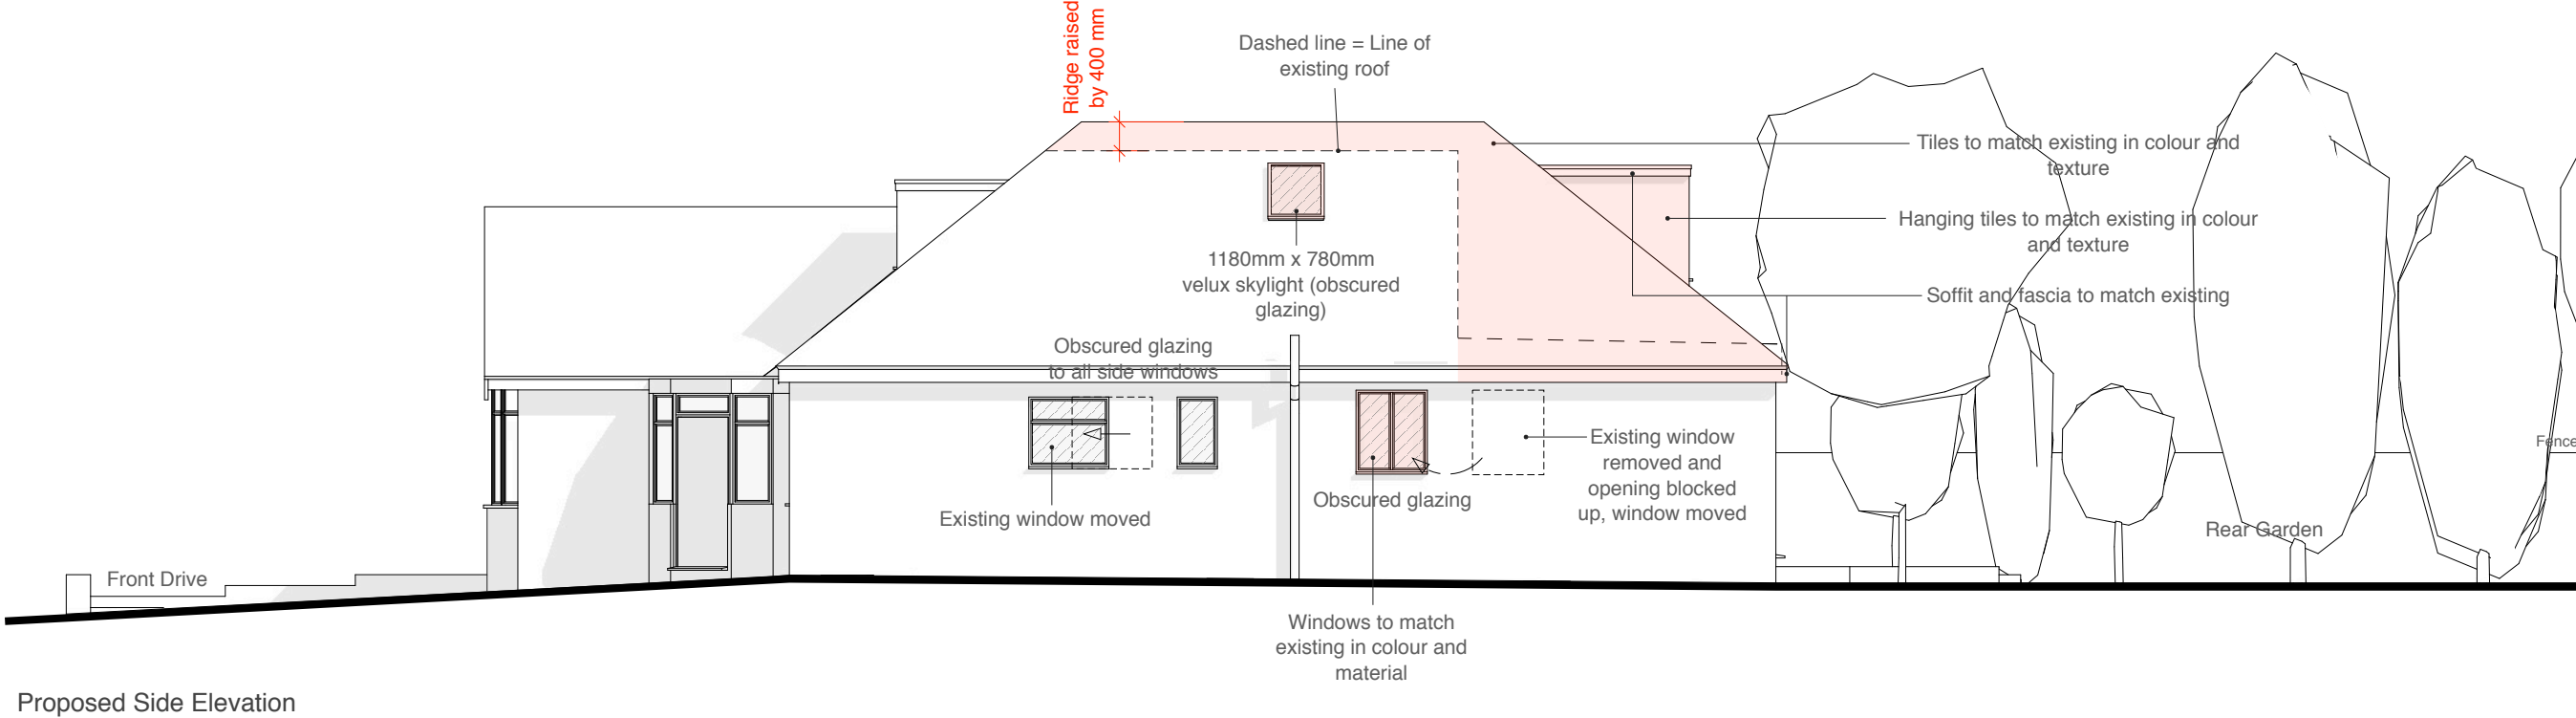 Ridge raised
by 400 mm
Dashed line = Line of
existing roof
Tiles to match existing in colour and
texture
Hanging tiles to match existing in colour
and texture
Soffit and fascia to match existing
1180mm x 780mm
velux skylight (obscured
glazing)
Obscured glazing
to all side windows
Existing window moved
Obscured glazing
Existing window
removed and
opening blocked
up, window moved
Windows to match
existing in colour and
material
Fence
Rear Garden
Front Drive
Proposed Side Elevation